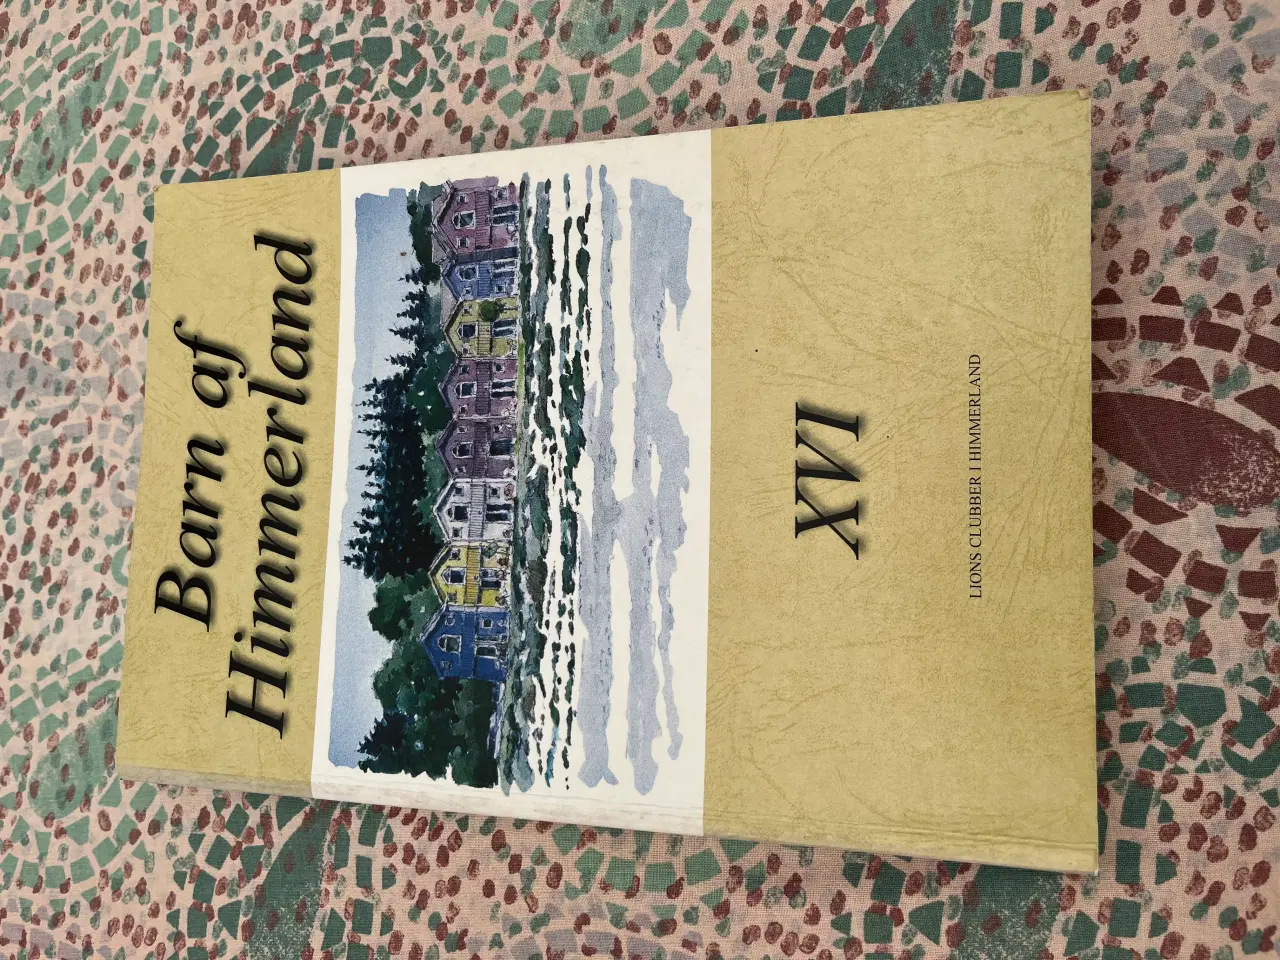 Barn af
Himmerland
XVI
LIONS CLUBBER I HIMMERLAND